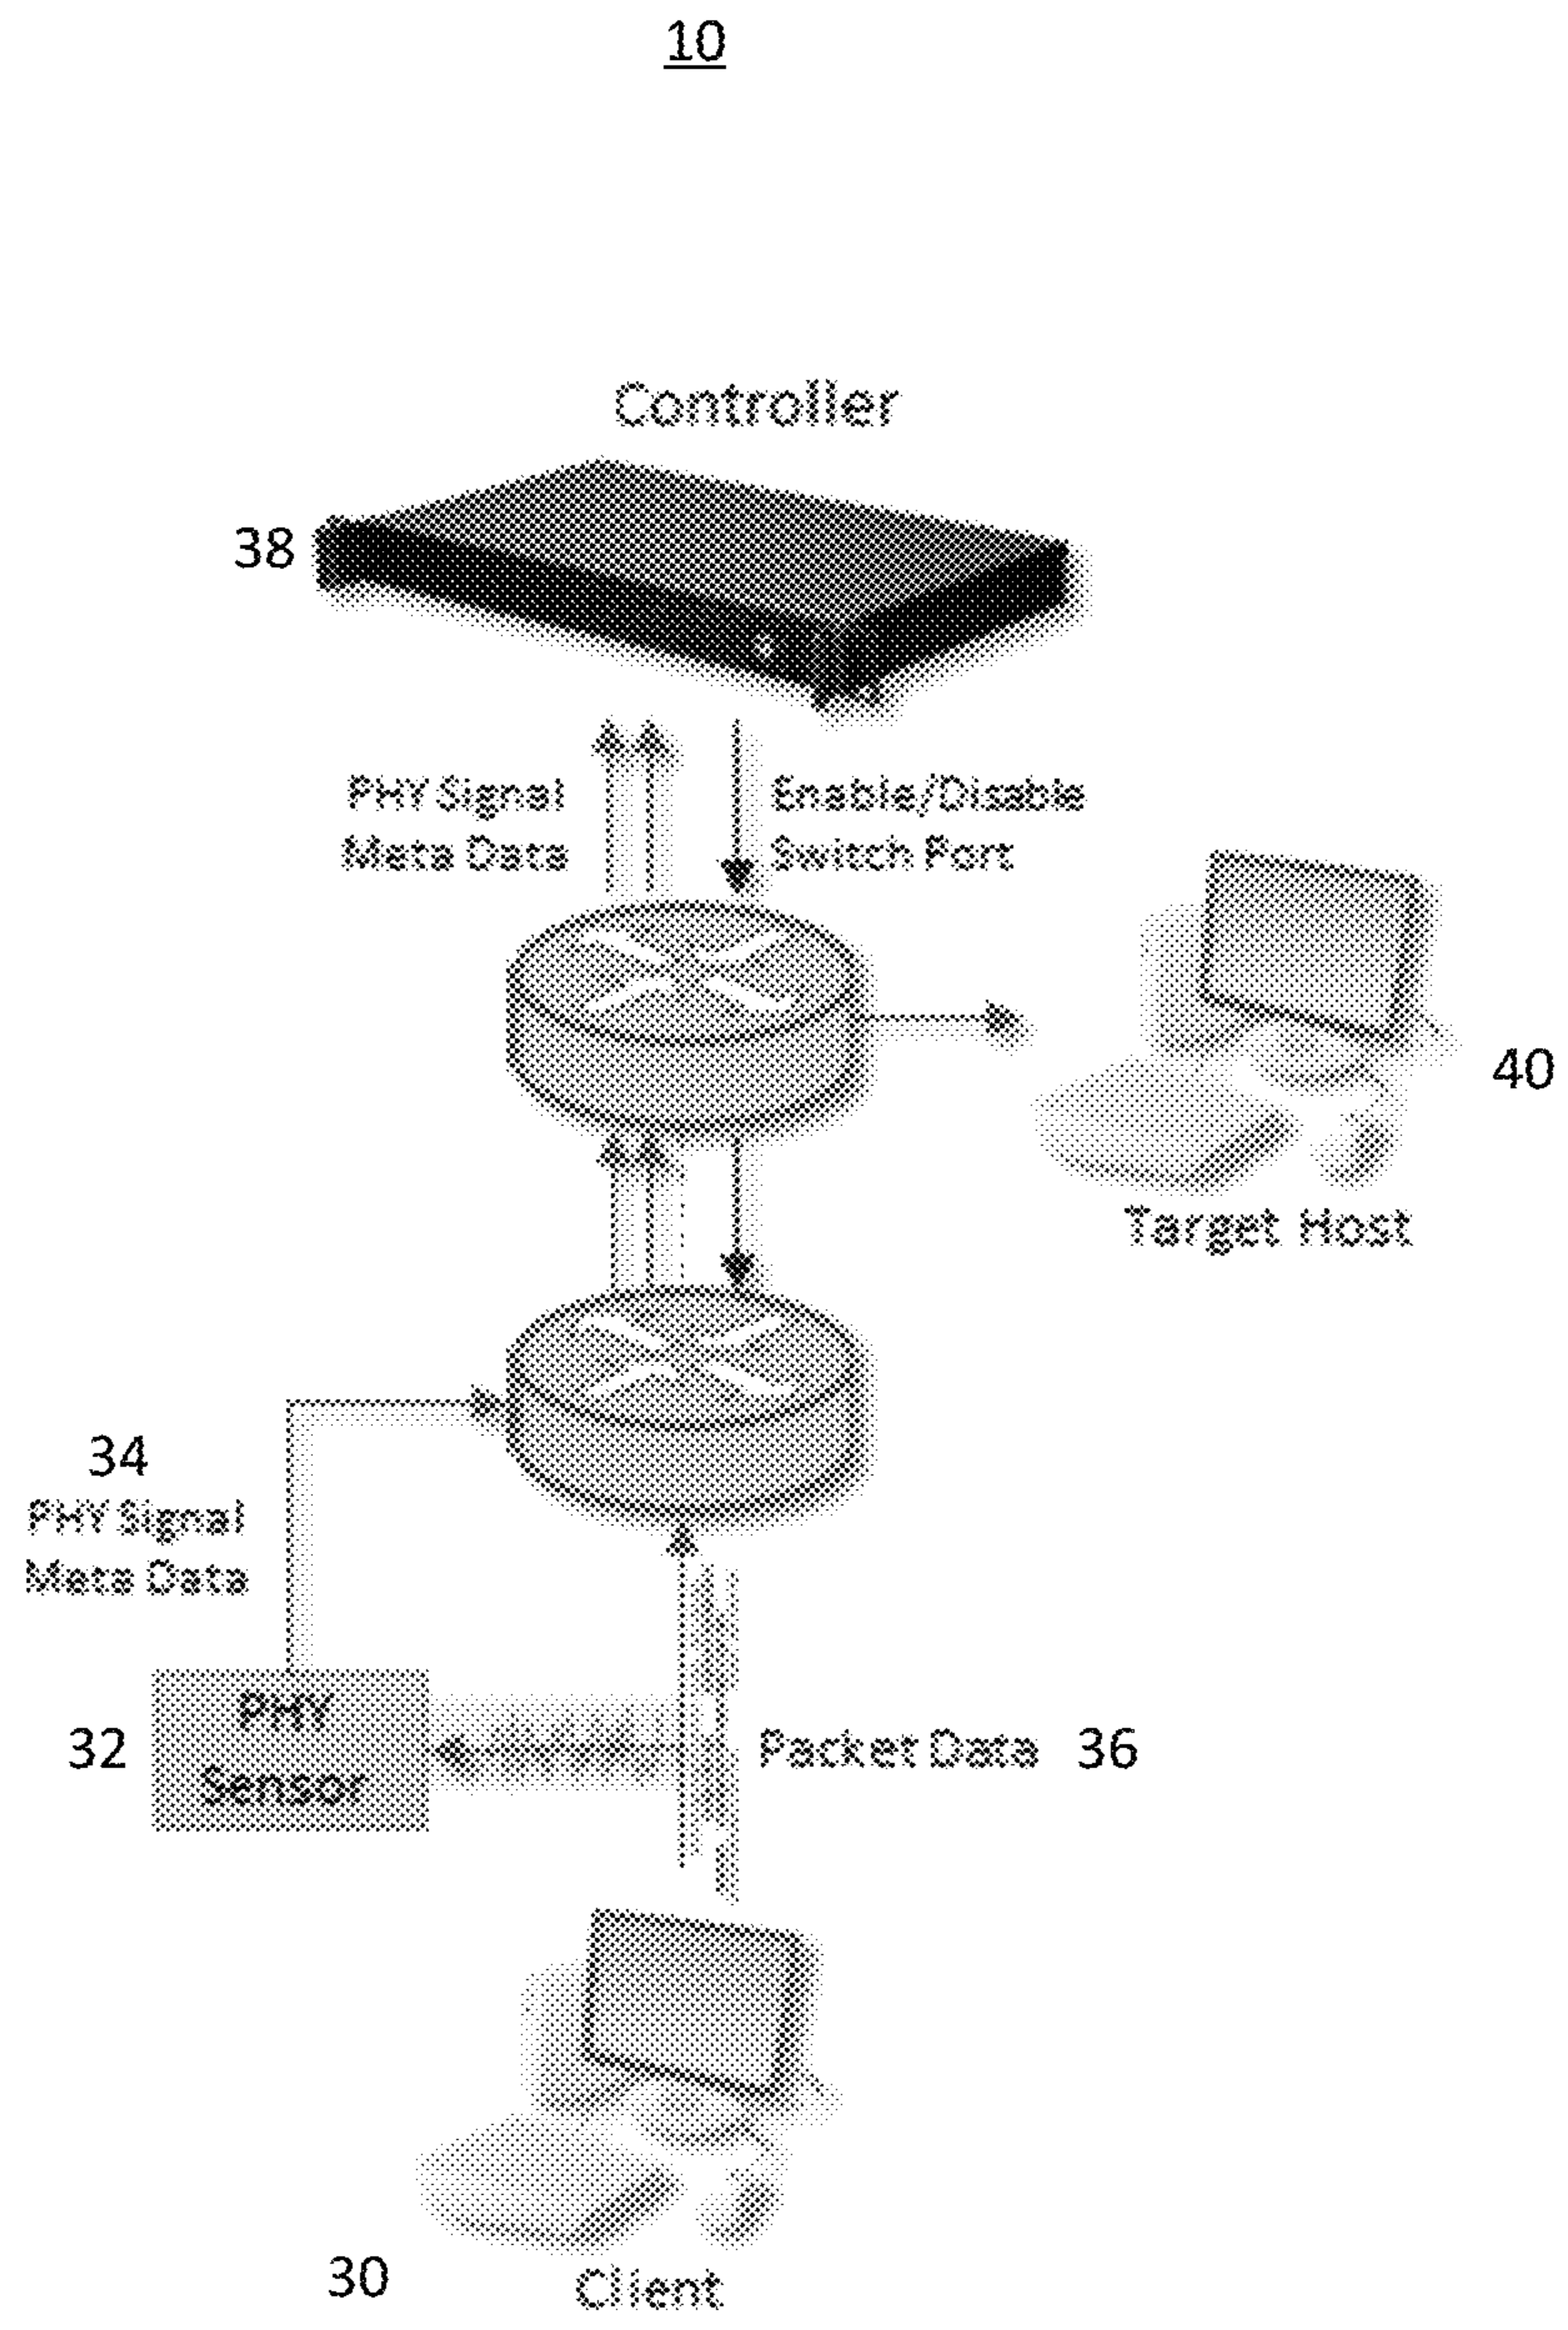 10
Controller
38
PHY Signal
Meta Data
Enable/Disable
Switch Port
40
Target Host
34
PHY Signal
Meta Data
32
PHY
Sensor
Packet Data 36
30
Client